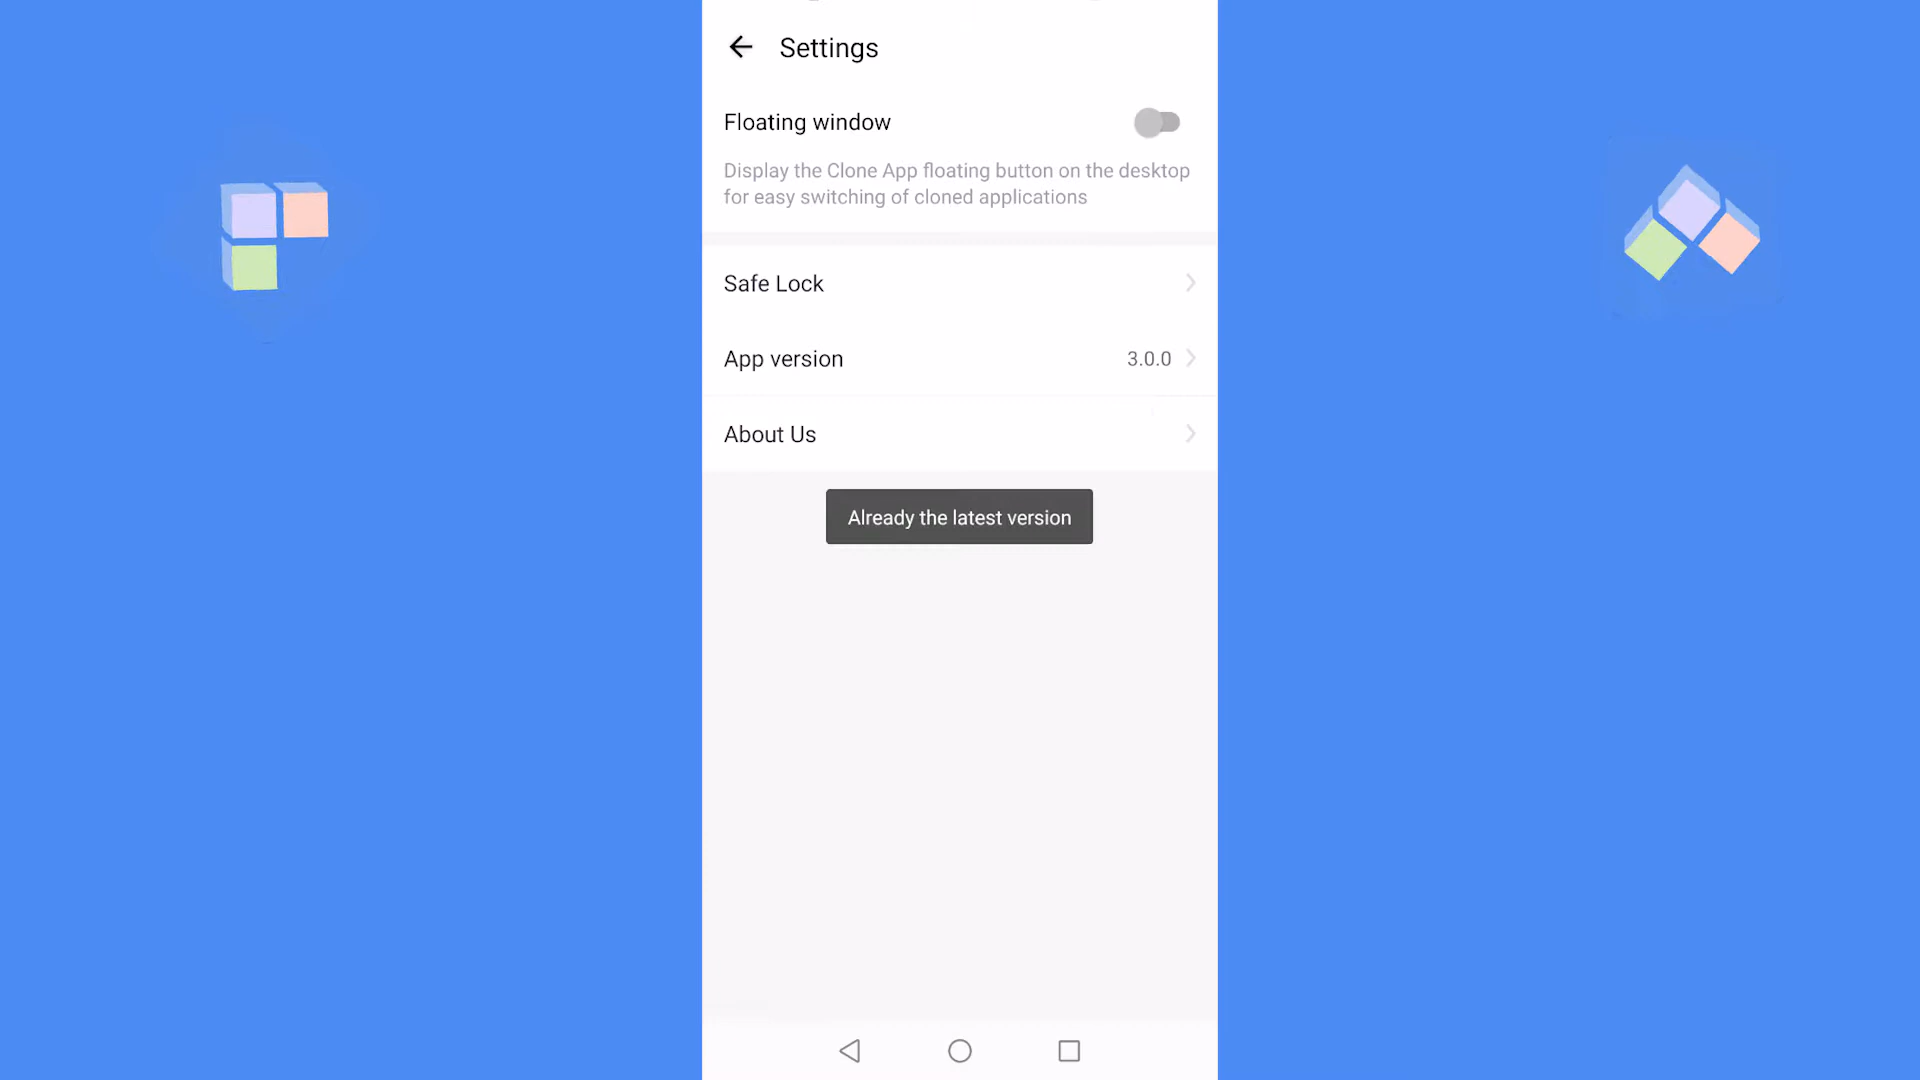 Settings
Floating window
Display the Clone App floating button on the desktop
for easy switching of cloned applications
Safe Lock
App version 3.0.0
About Us
Already the latest version